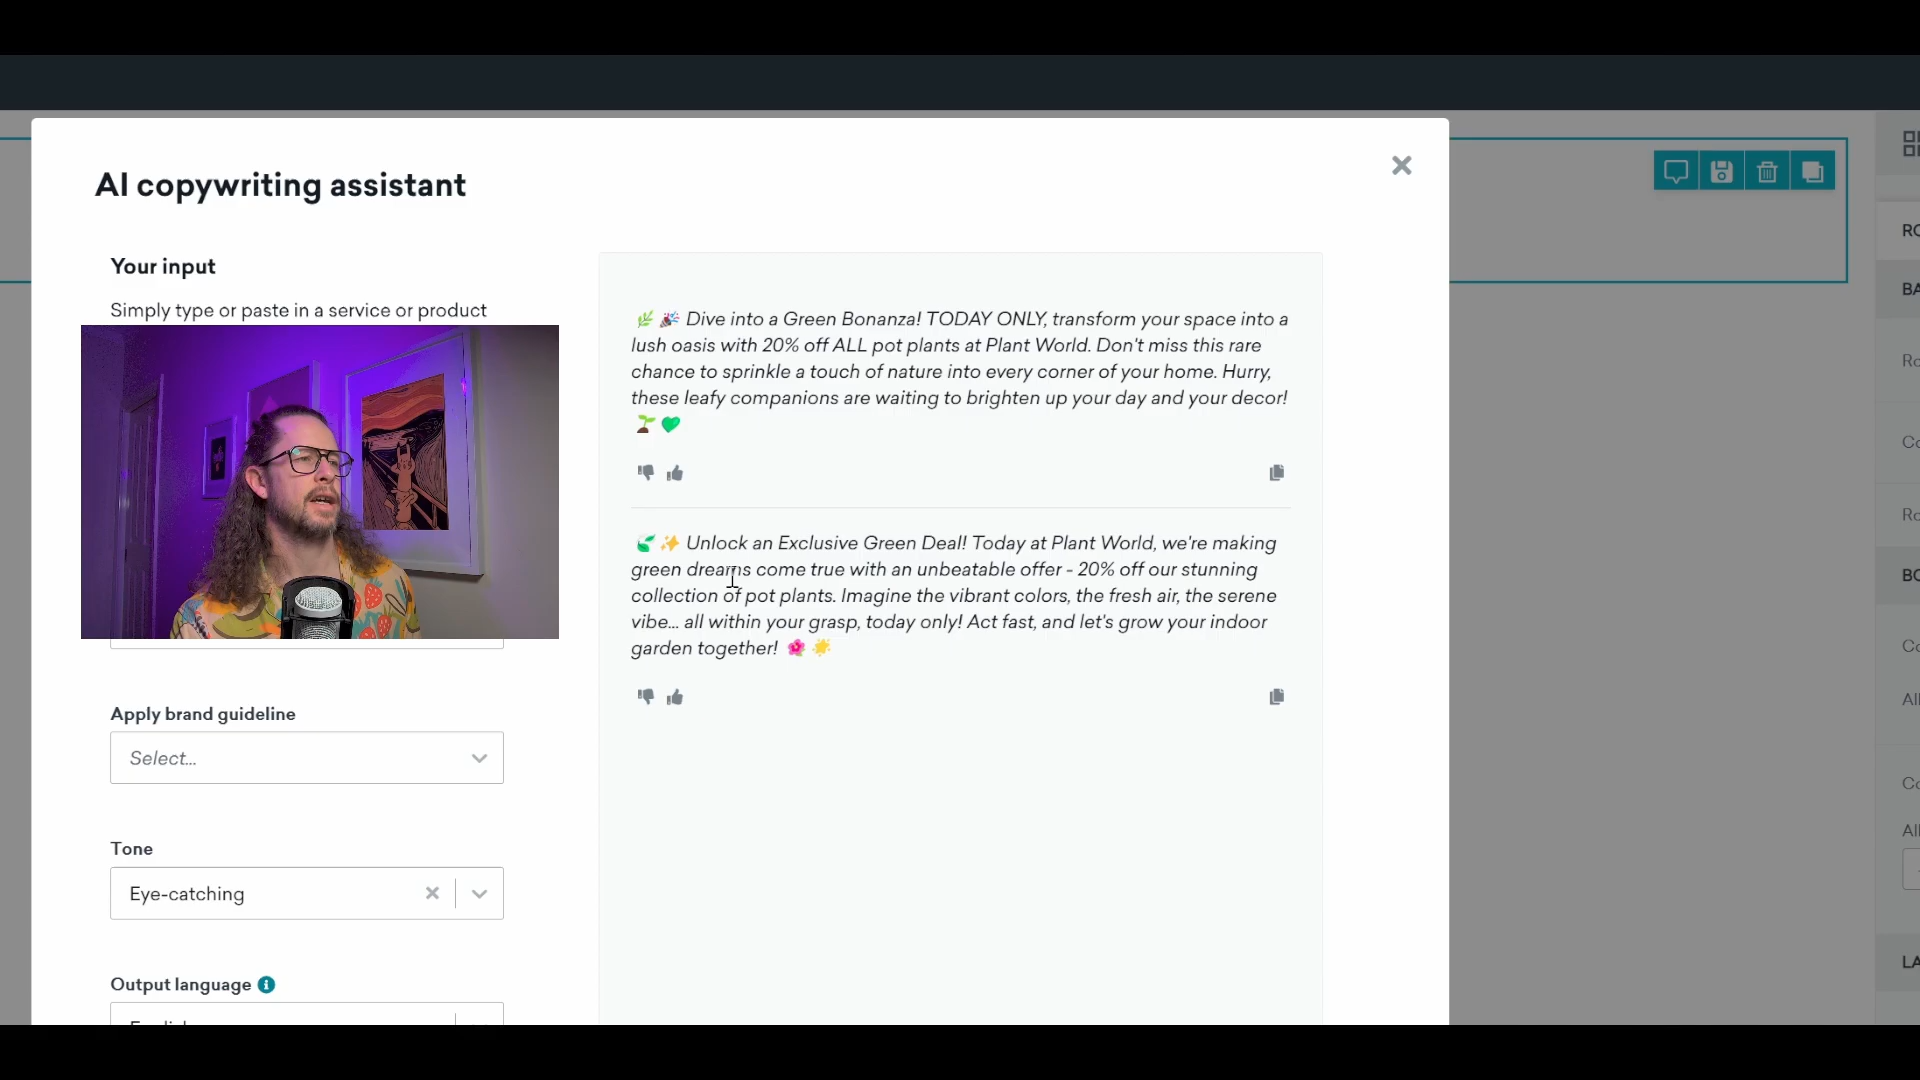 AI copywriting assistant
Your input
Simply type or paste in a service or product
Apply brand guideline
Select...
Tone
Eye-catching
Output language
🌿 🎉 Dive into a Green Bonanza! TODAY ONLY, transform your space into a
lush oasis with 20% off ALL pot plants at Plant World. Don't miss this rare
chance to sprinkle a touch of nature into every corner of your home. Hurry,
these leafy companions are waiting to brighten up your day and your decor!
🌱 💚
🍃 ✨ Unlock an Exclusive Green Deal! Today at Plant World, we're making
green dreams come true with an unbeatable offer - 20% off our stunning
collection of pot plants. Imagine the vibrant colors, the fresh air, the serene
vibe... all within your grasp, today only! Act fast, and let's grow your indoor
garden together! 🌺 🌟